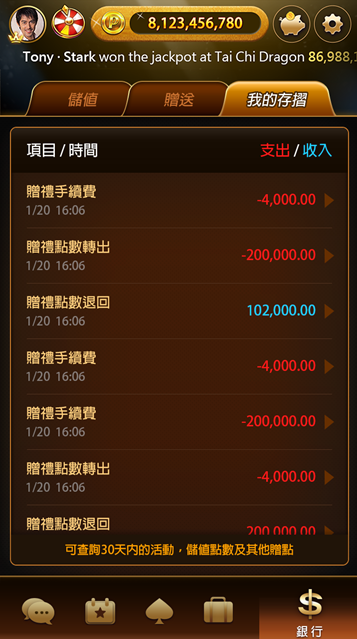 8,123,456,780
Tony · Stark won the jackpot at Tai Chi Dragon 86,988,
儲值
贈送
我的存摺
項目 / 時間
支出 / 收入
贈禮手續費
-4,000.00
1/20 16:06
贈禮點數轉出
-200,000.00
1/20 16:06
贈禮點數退回
102,000.00
1/20 16:06
贈禮手續費
-4,000.00
1/20 16:06
贈禮手續費
-200,000.00
1/20 16:06
贈禮點數轉出
-4,000.00
1/20 16:06
贈禮點數退回
200,000.00
可查詢30天内的活動，儲值點數及其他贈點
銀行